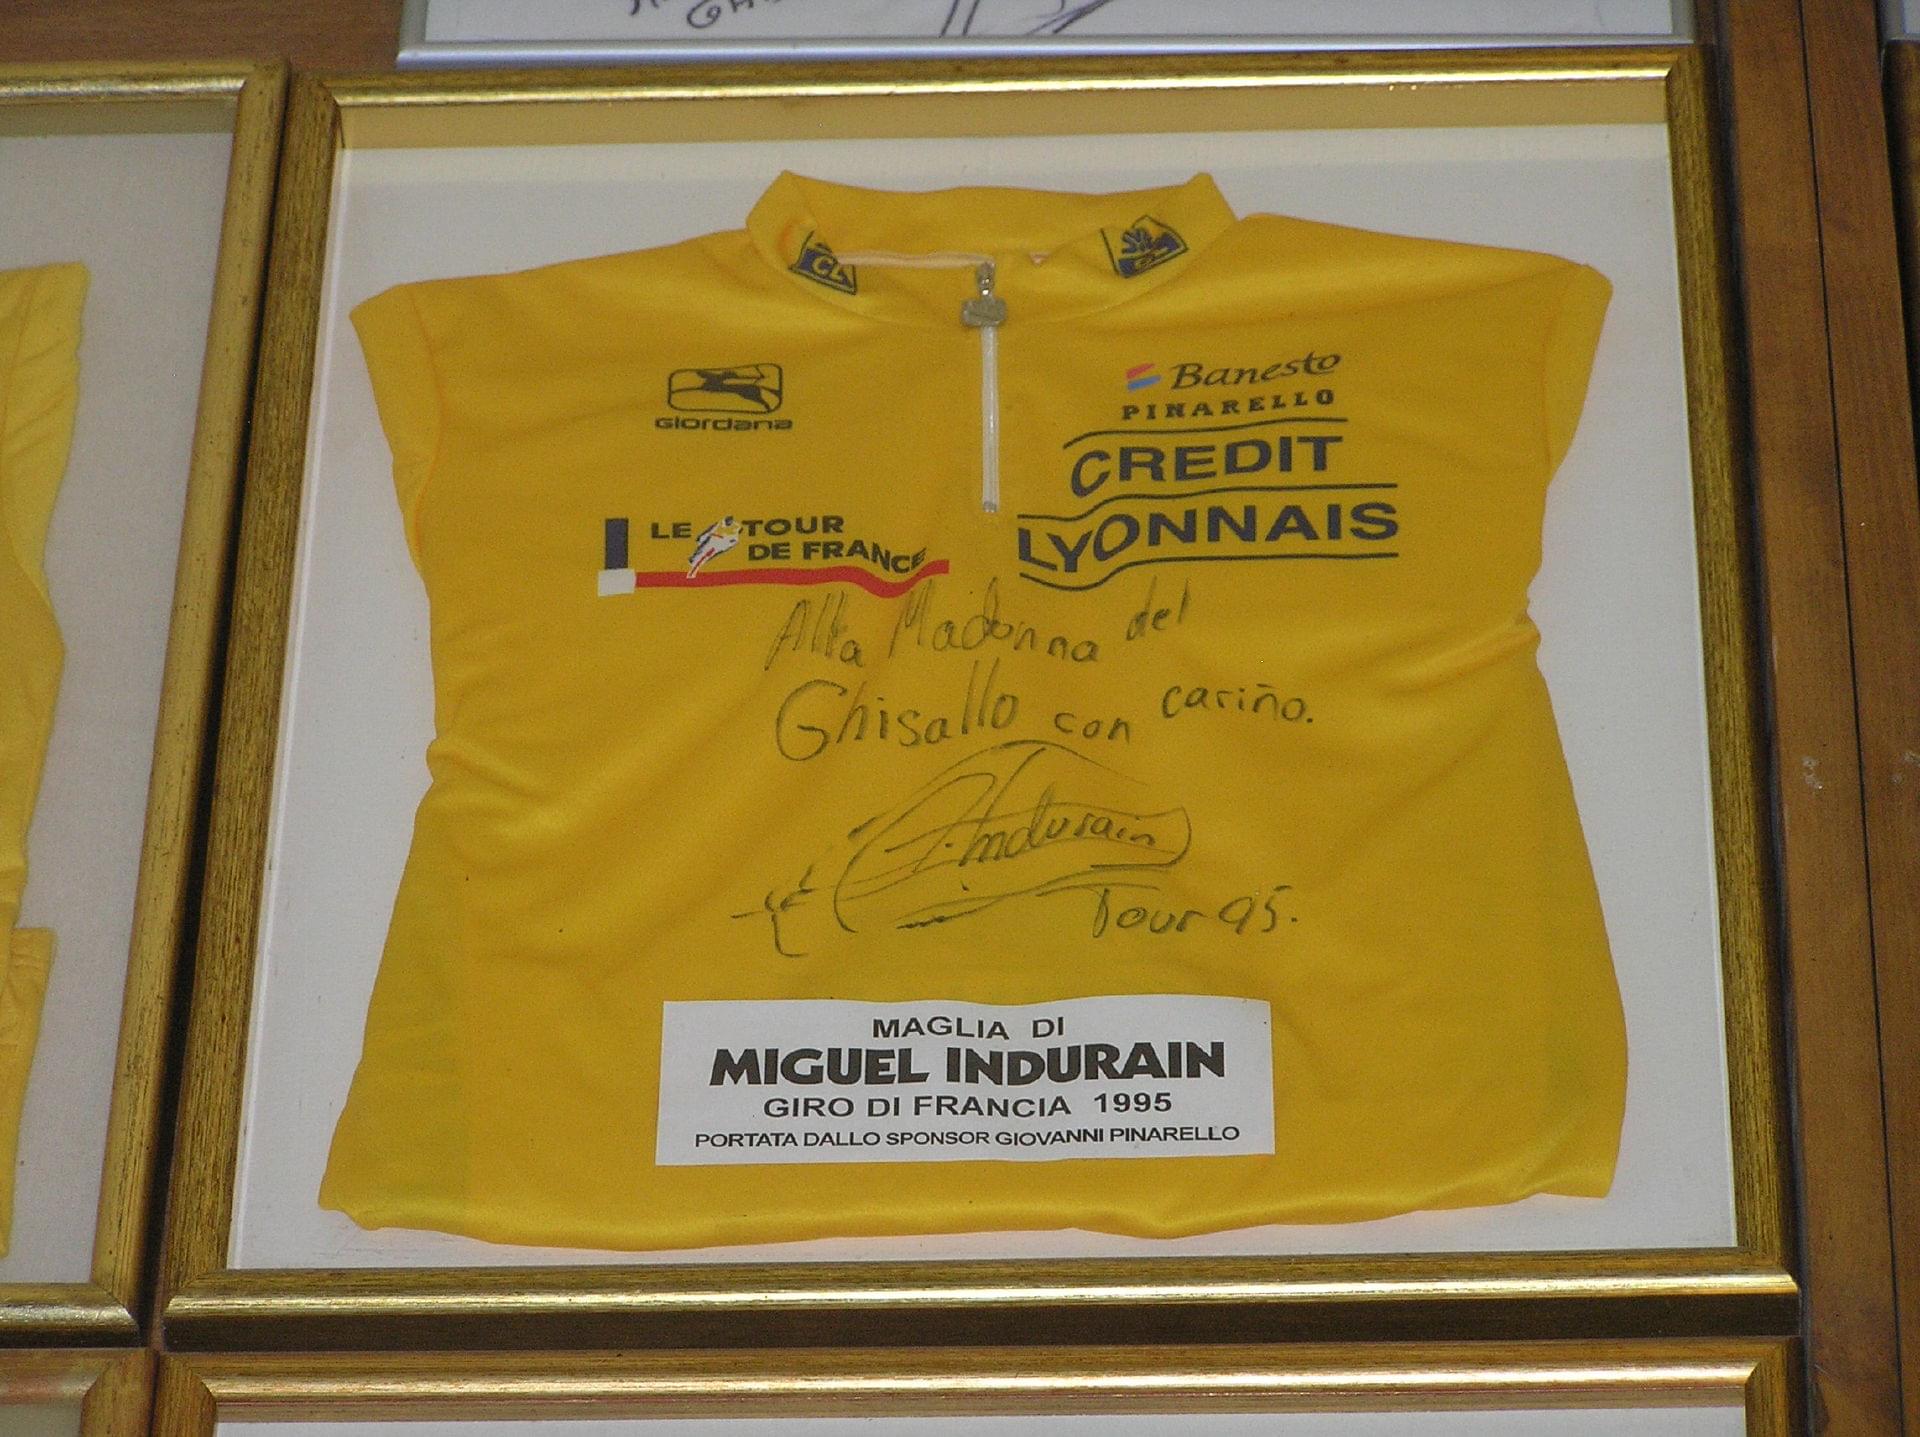 CL
Giordana
Banesto
PINARELLO
CREDIT
LYONNAIS
LE TOUR
DE FRANCE
Alla Madonna del
Ghisallo con cariño.
Indurain
Tour 95.
MAGLIA DI
MIGUEL INDURAIN
GIRO DI FRANCIA 1995
PORTATA DALLO SPONSOR GIOVANNI PINARELLO